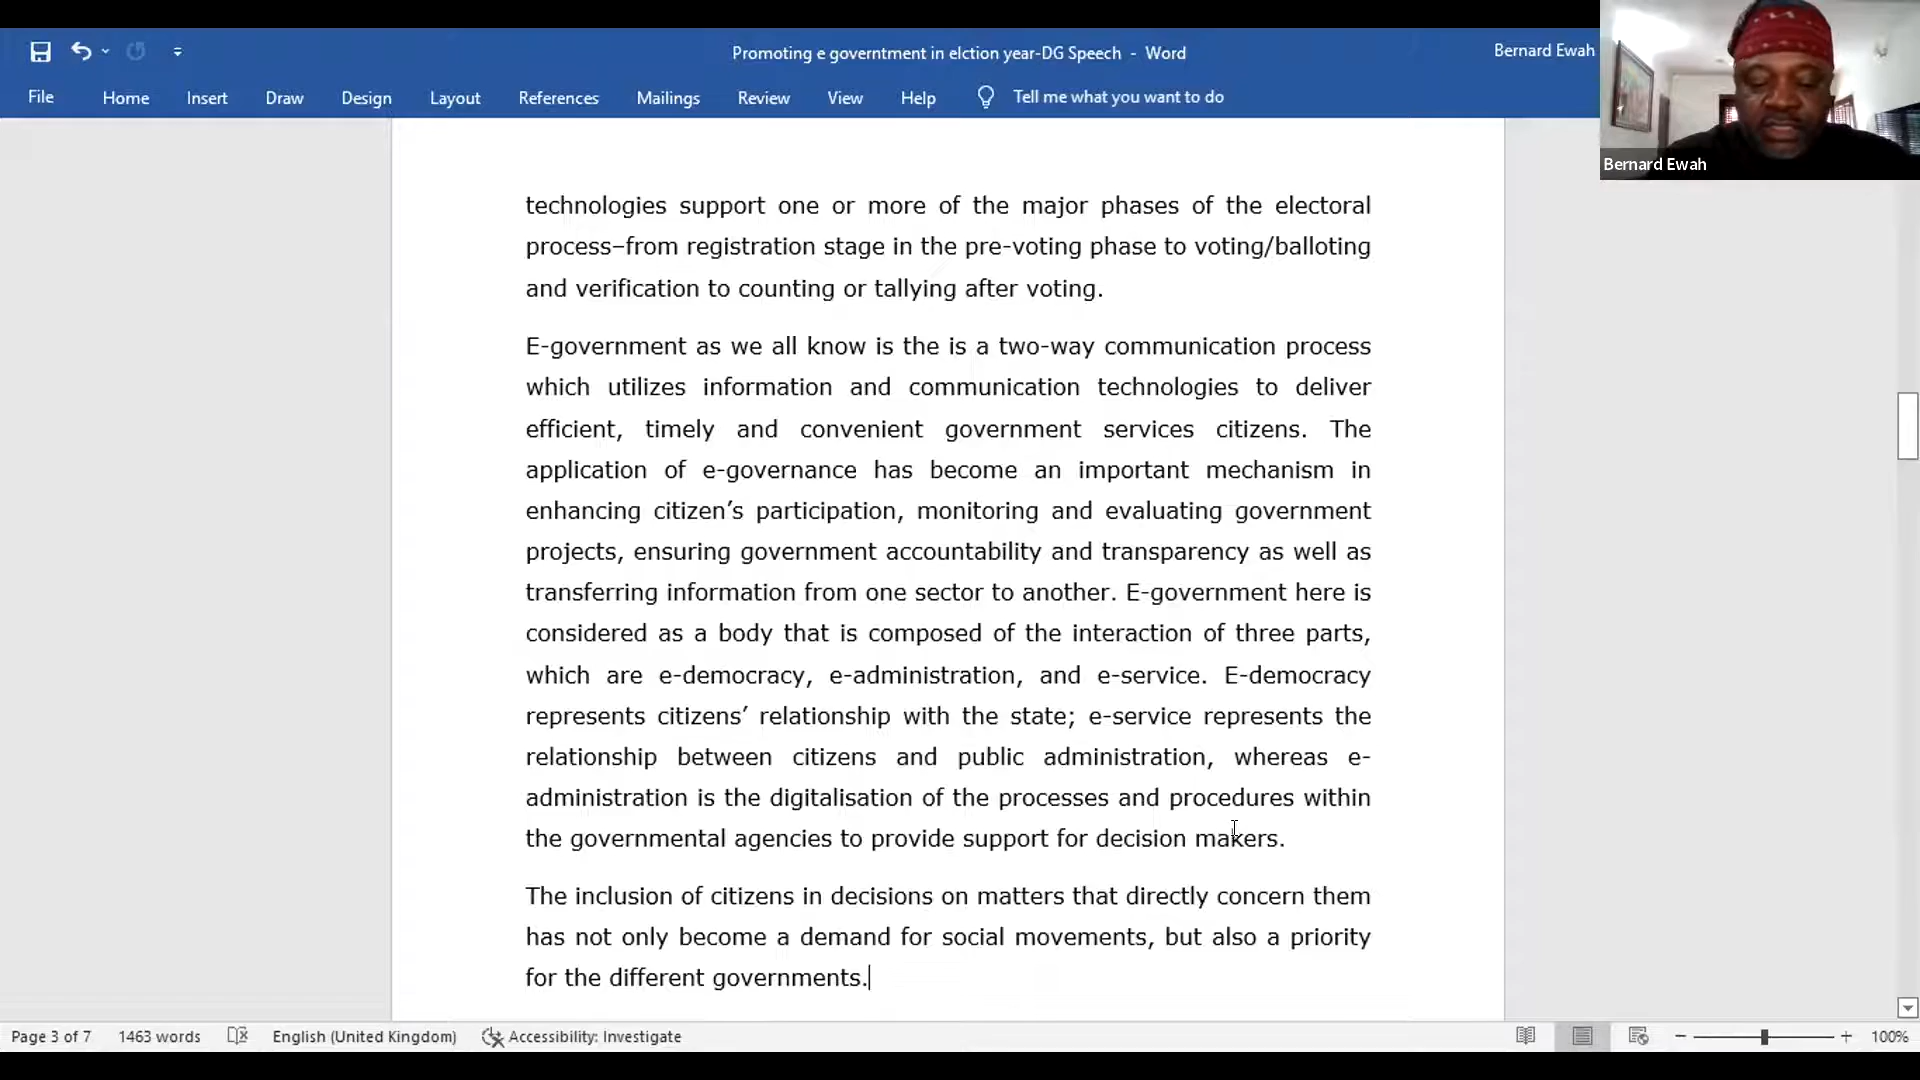 Promoting e governtment in elction year-DG Speech - Word
Bernard Ewah
File Home Insert Draw Design Layout References Mailings Review View Help Tell me what you want to do
Bernard Ewah
technologies support one or more of the major phases of the electoral
process–from registration stage in the pre-voting phase to voting/balloting
and verification to counting or tallying after voting.
E-government as we all know is the is a two-way communication process
which utilizes information and communication technologies to deliver
efficient, timely and convenient government services citizens. The
application of e-governance has become an important mechanism in
enhancing citizen’s participation, monitoring and evaluating government
projects, ensuring government accountability and transparency as well as
transferring information from one sector to another. E-government here is
considered as a body that is composed of the interaction of three parts,
which are e-democracy, e-administration, and e-service. E-democracy
represents citizens’ relationship with the state; e-service represents the
relationship between citizens and public administration, whereas e-
administration is the digitalisation of the processes and procedures within
the governmental agencies to provide support for decision makers.
The inclusion of citizens in decisions on matters that directly concern them
has not only become a demand for social movements, but also a priority
for the different governments.
Page 3 of 7 1463 words English (United Kingdom) Accessibility: Investigate 100%